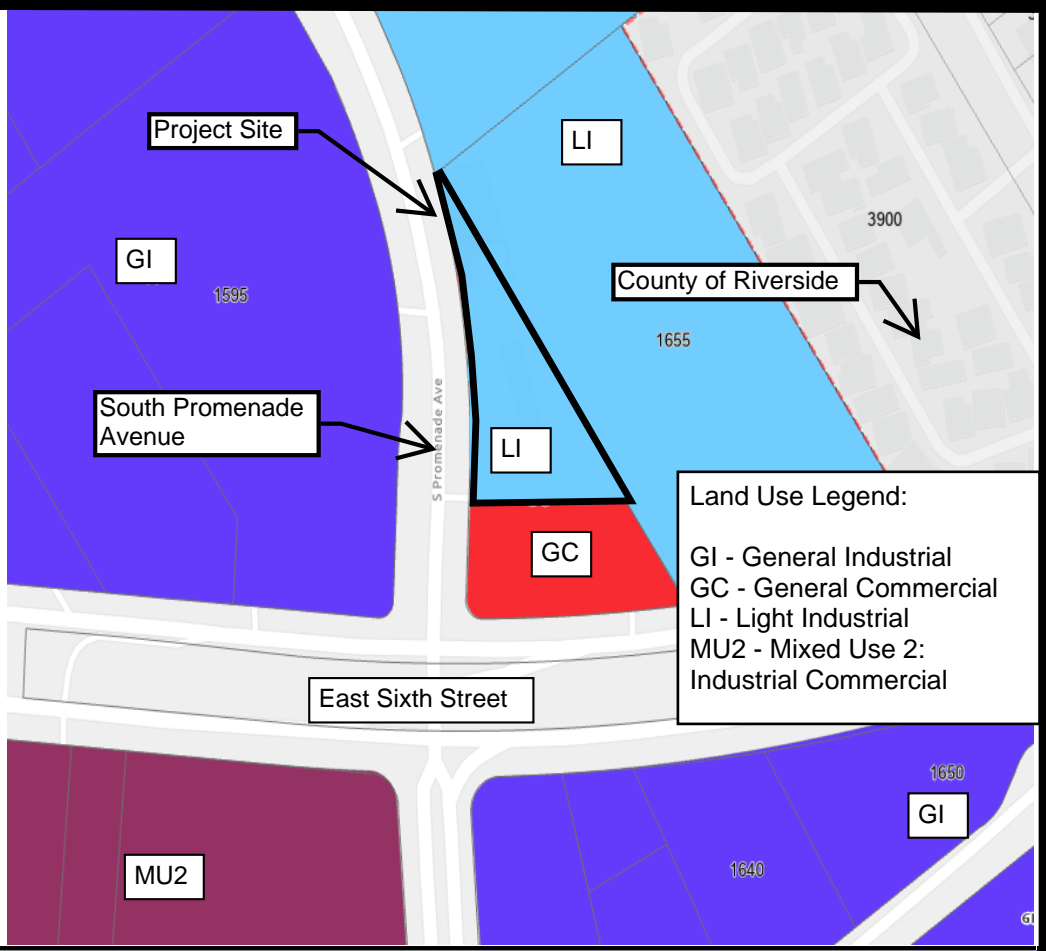 LI
Project Site
3900
GI
1595
County of Riverside
1655
South Promenade
Avenue
S Promenade Ave
LI
GC
Land Use Legend:
GI - General Industrial
GC - General Commercial
LI - Light Industrial
MU2 - Mixed Use 2:
Industrial Commercial
East Sixth Street
1650
GI
MU2
1640
GI